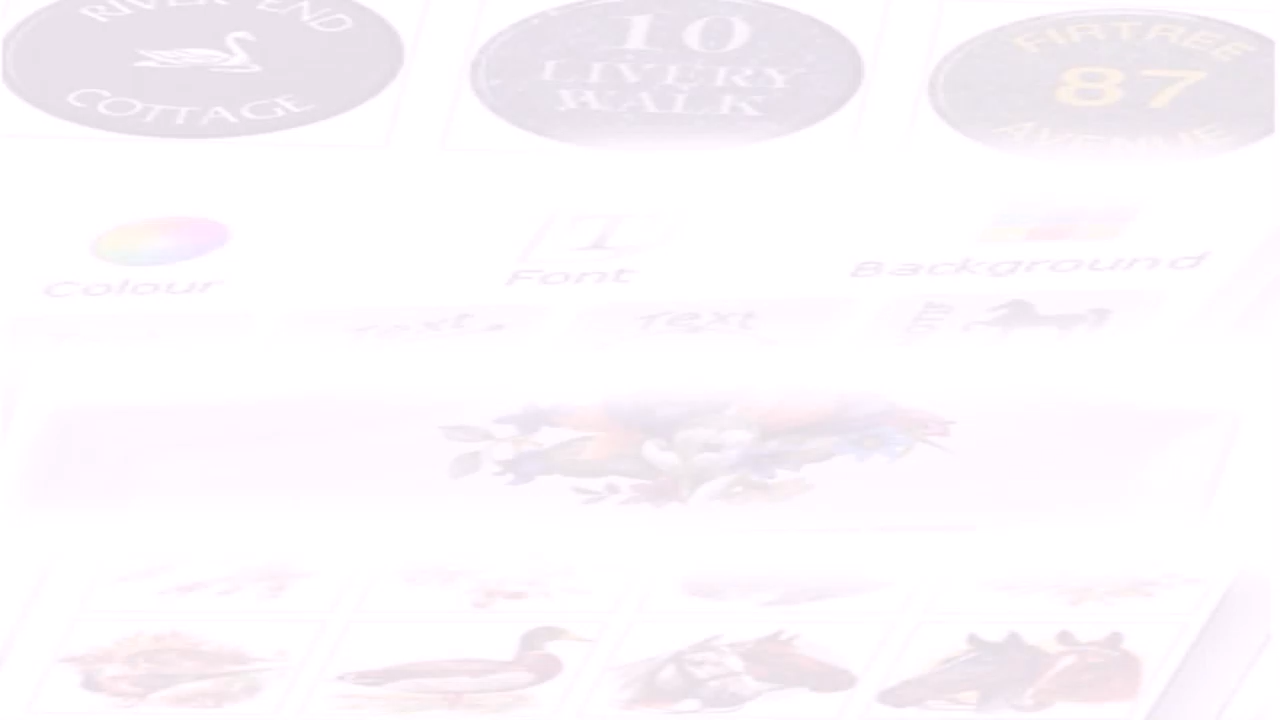 RIVER END
COTTAGE
10
LIVERY
WALK
FIRTREE
87
AVENUE
Colour
Font
Background
Text